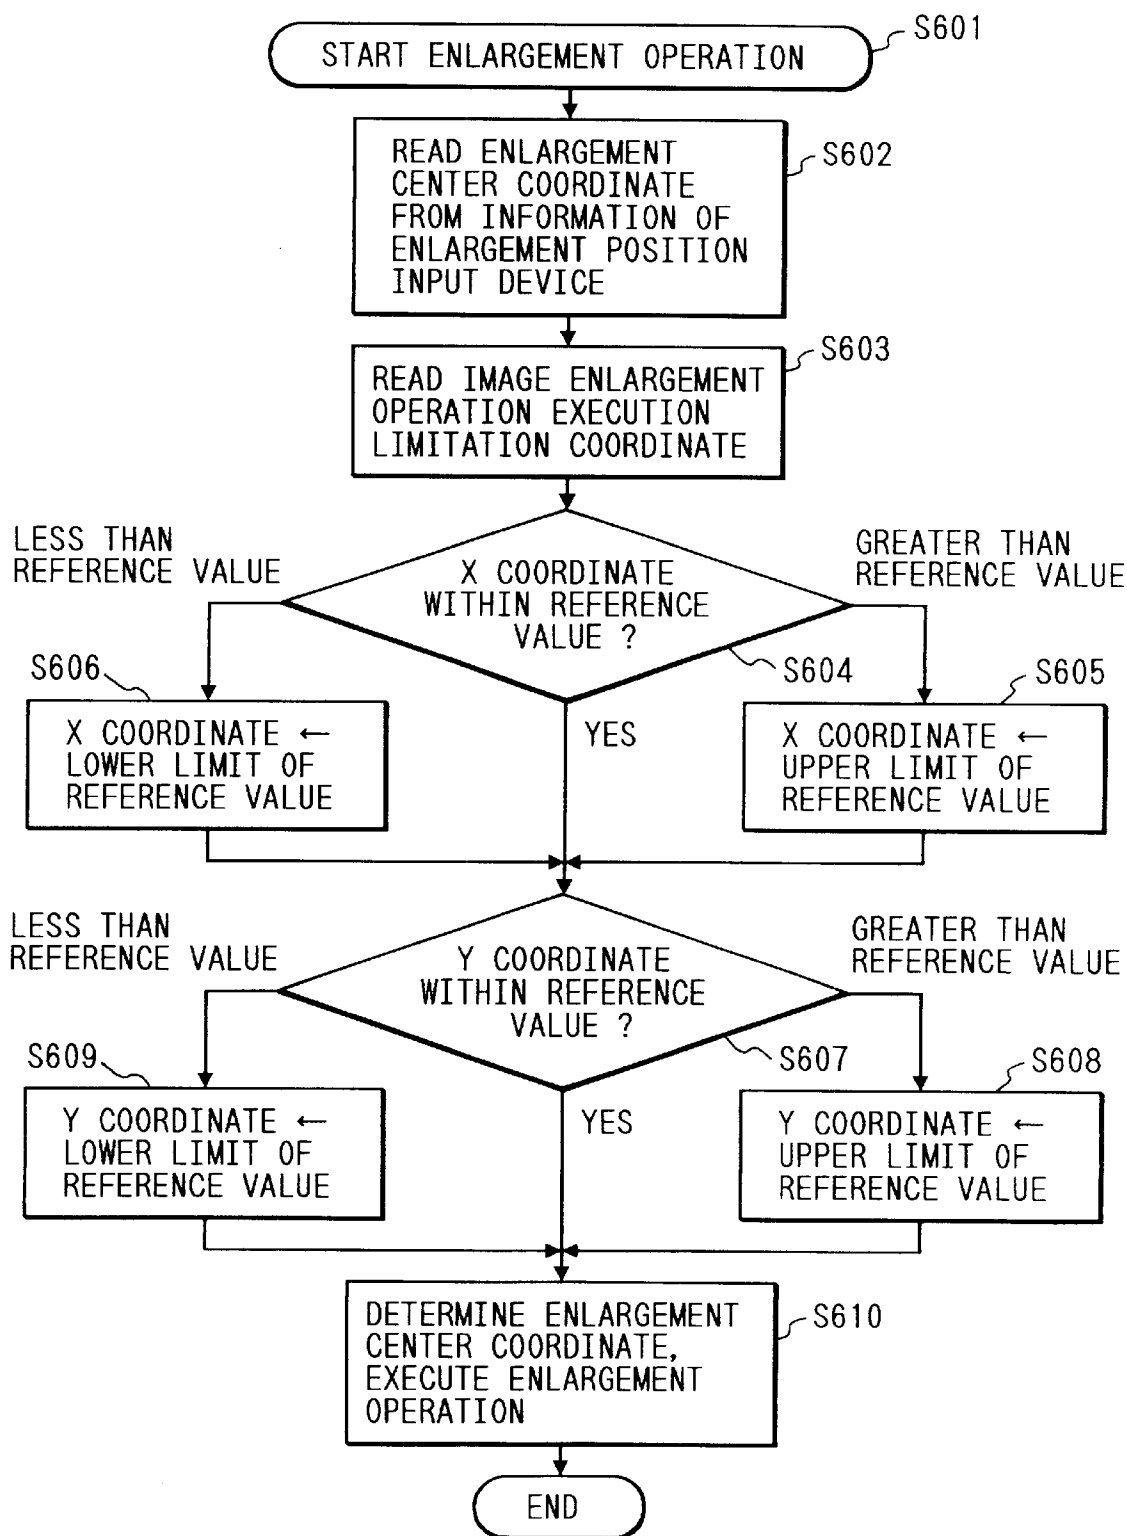 START ENLARGEMENT OPERATION
S601
READ ENLARGEMENT
CENTER COORDINATE
FROM INFORMATION OF
ENLARGEMENT POSITION
INPUT DEVICE
S602
READ IMAGE ENLARGEMENT
OPERATION EXECUTION
LIMITATION COORDINATE
S603
LESS THAN
REFERENCE VALUE
X COORDINATE
WITHIN REFERENCE
VALUE ?
GREATER THAN
REFERENCE VALUE
S604
S606
X COORDINATE ←
LOWER LIMIT OF
REFERENCE VALUE
YES
S605
X COORDINATE ←
UPPER LIMIT OF
REFERENCE VALUE
LESS THAN
REFERENCE VALUE
Y COORDINATE
WITHIN REFERENCE
VALUE ?
GREATER THAN
REFERENCE VALUE
S607
S609
Y COORDINATE ←
LOWER LIMIT OF
REFERENCE VALUE
YES
S608
Y COORDINATE ←
UPPER LIMIT OF
REFERENCE VALUE
DETERMINE ENLARGEMENT
CENTER COORDINATE,
EXECUTE ENLARGEMENT
OPERATION
S610
END